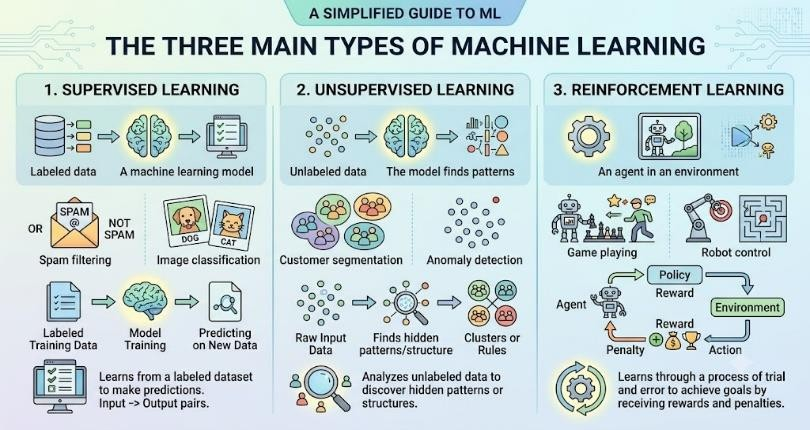 A SIMPLIFIED GUIDE TO ML
THE THREE MAIN TYPES OF MACHINE LEARNING
1. SUPERVISED LEARNING
Labeled data
A machine learning model
OR
SPAM
@
NOT
SPAM
Spam filtering
DOG
CAT
Image classification
Labeled
Training Data
Model
Training
Predicting
on New Data
Learns from a labeled dataset
to make predictions.
Input -> Output pairs.
2. UNSUPERVISED LEARNING
Unlabeled data
The model finds patterns
Customer segmentation
Anomaly detection
Raw Input
Data
Finds hidden
patterns/structure
Clusters or
Rules
Analyzes unlabeled data to
discover hidden patterns or
structures.
3. REINFORCEMENT LEARNING
An agent in an environment
Game playing
Robot control
Policy
Reward
Agent
Environment
Reward
Penalty
Action
Learns through a process of trial
and error to achieve goals by
receiving rewards and penalties.